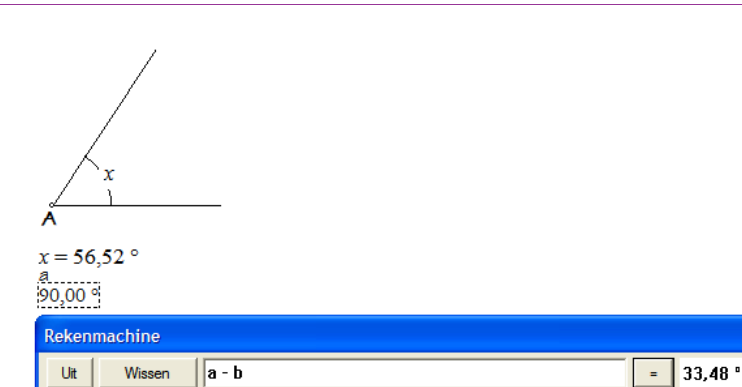 x
A
x = 56,52 °
a
90,00 °
Rekenmachine
Uit Wissen a - b = 33,48 °